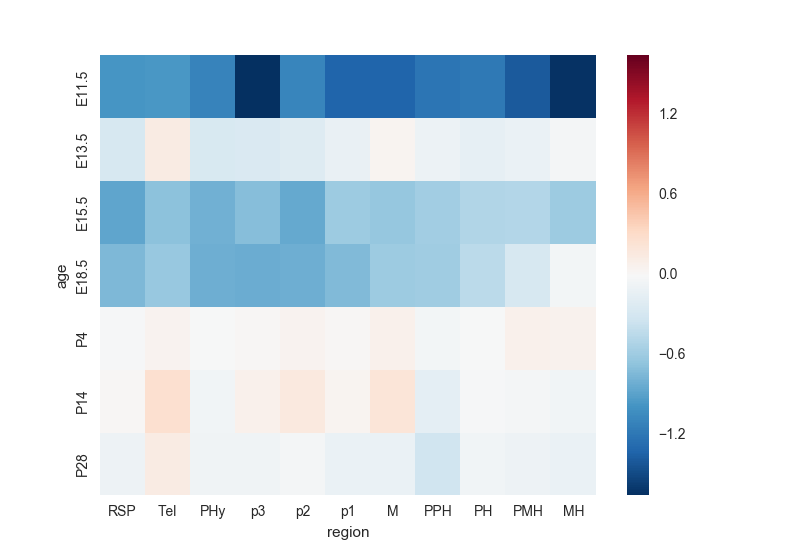 E11.5
E13.5
E15.5
E18.5
P4
P14
P28
age
RSP Tel PHy p3 p2 p1 M PPH PH PMH MH
region
1.2
0.6
0.0
−0.6
−1.2